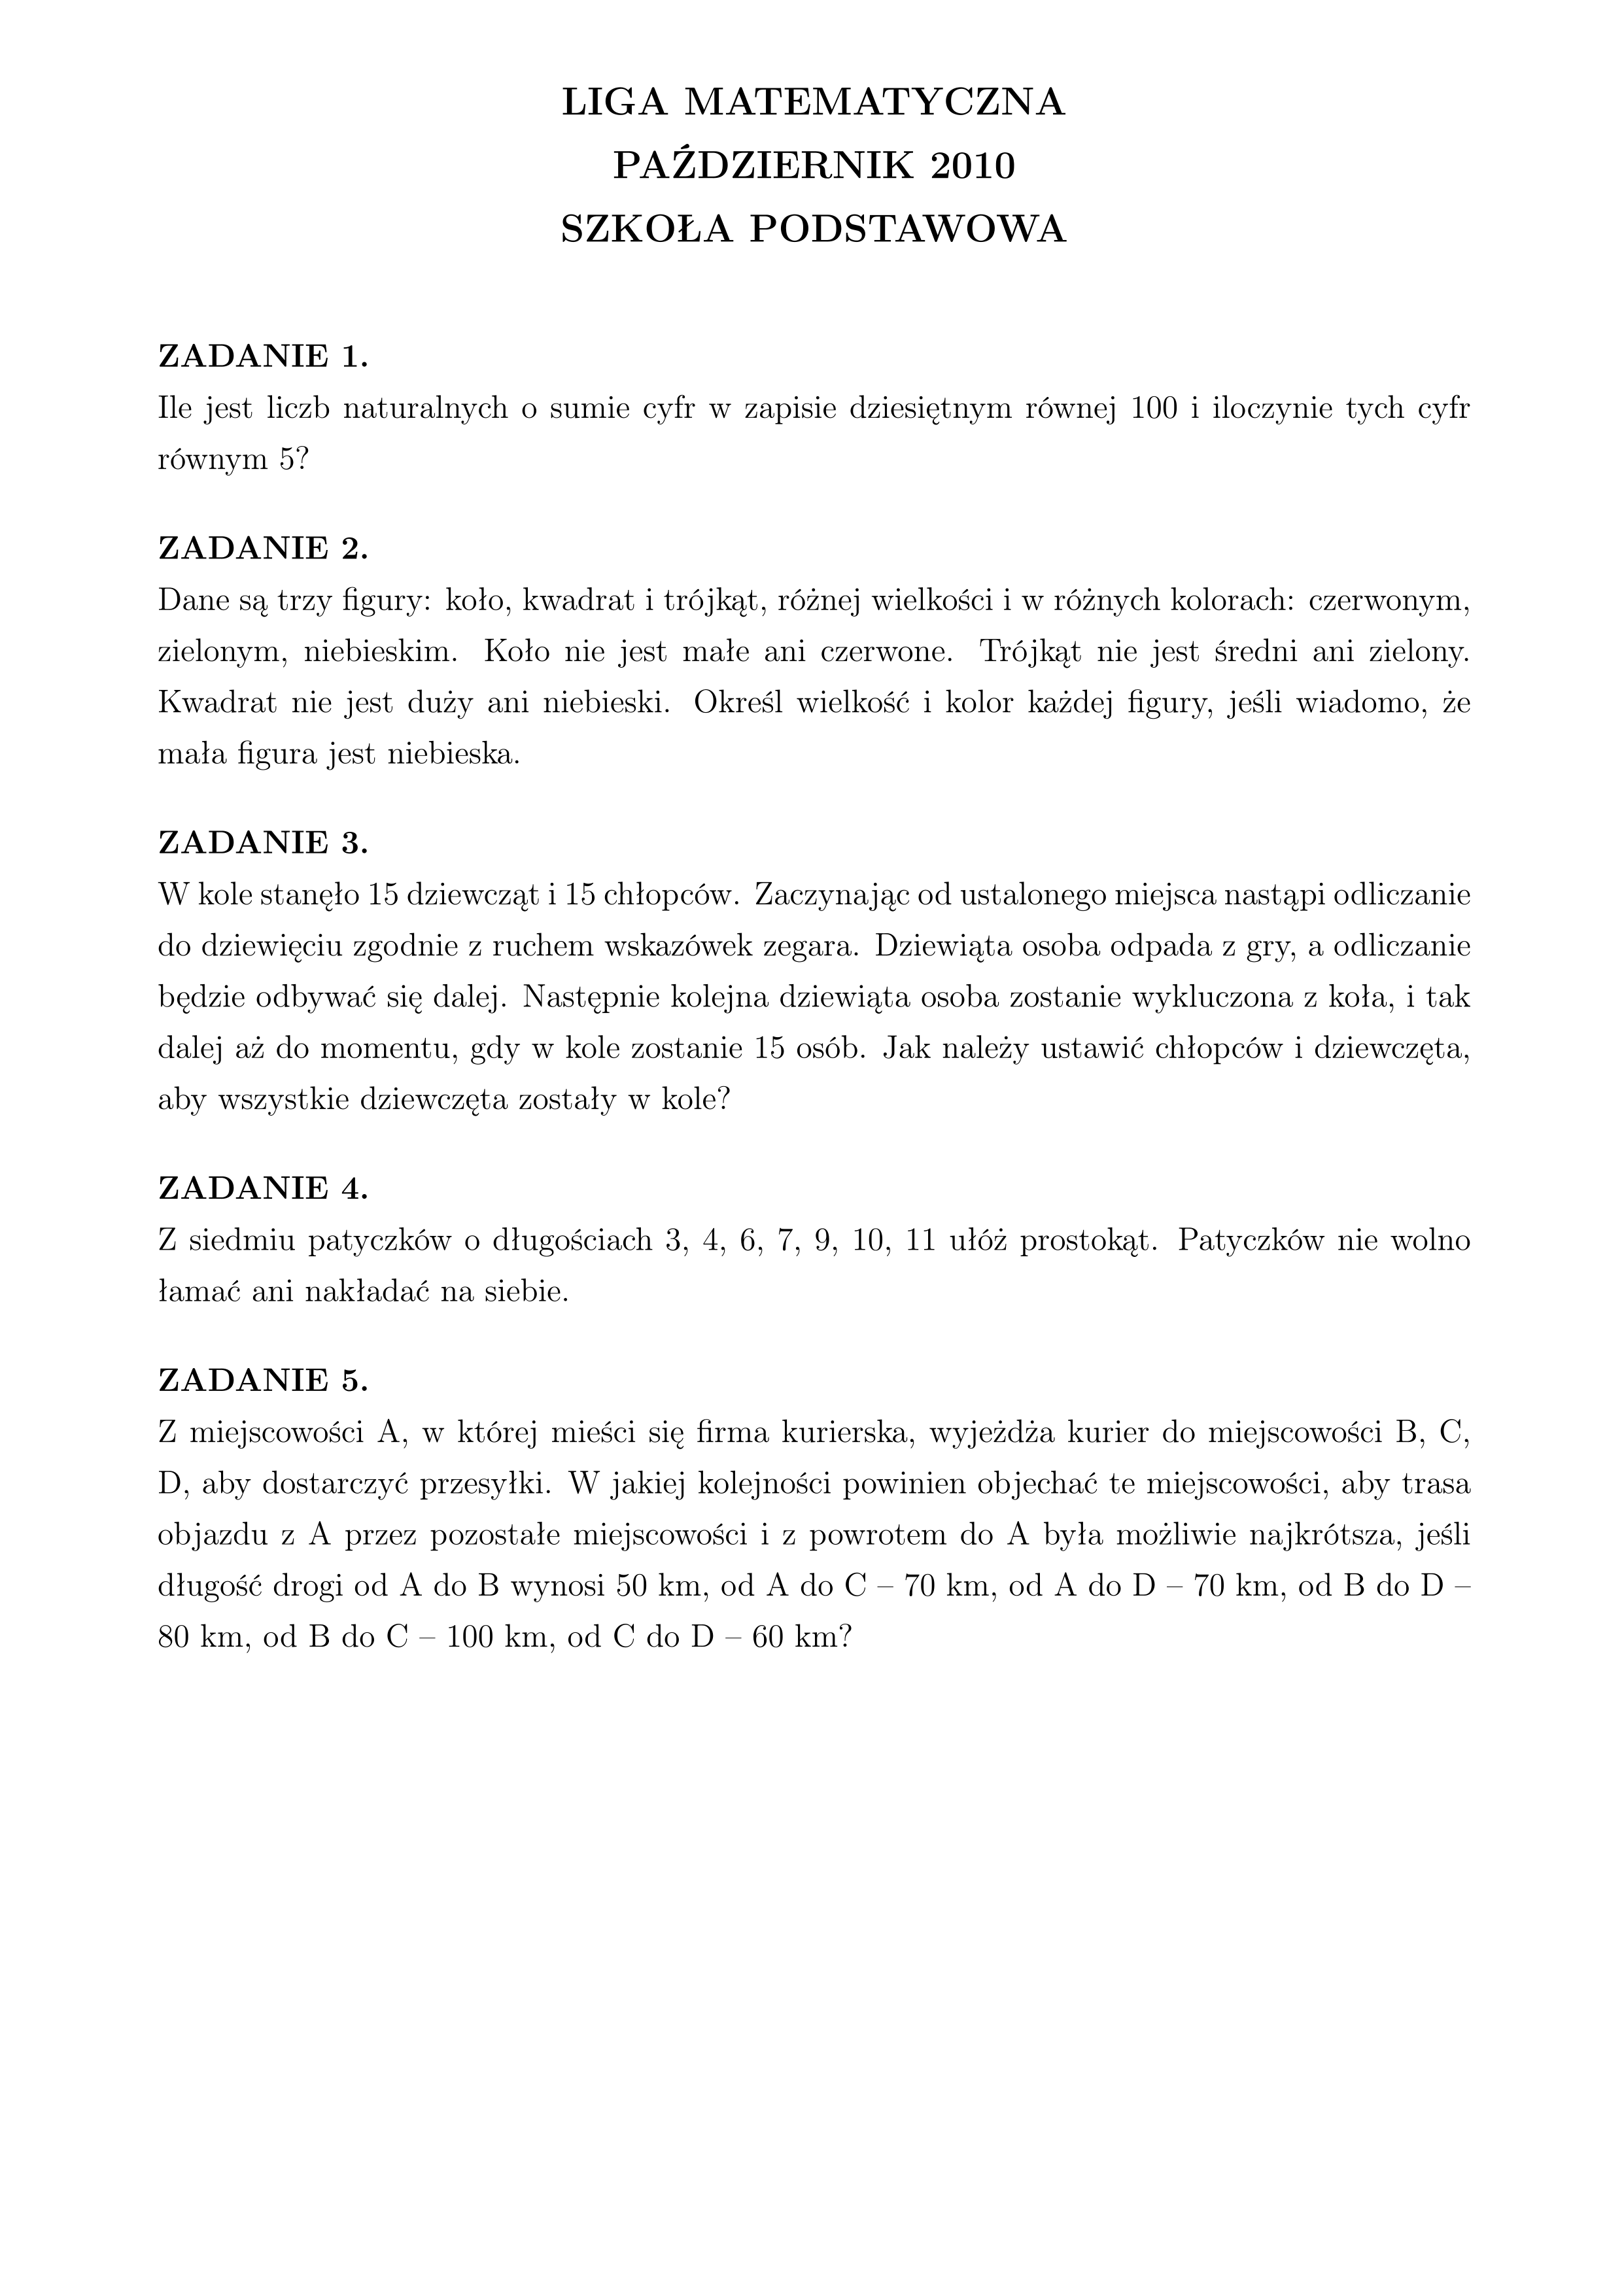 LIGA MATEMATYCZNA
PAŹDZIERNIK 2010
SZKOŁA PODSTAWOWA
ZADANIE 1.
Ile jest liczb naturalnych o sumie cyfr w zapisie dziesiętnym równej 100 i iloczynie tych cyfr
równym 5?
ZADANIE 2.
Dane są trzy figury: koło, kwadrat i trójkąt, różnej wielkości i w różnych kolorach: czerwonym,
zielonym, niebieskim. Koło nie jest małe ani czerwone. Trójkąt nie jest średni ani zielony.
Kwadrat nie jest duży ani niebieski. Określ wielkość i kolor każdej figury, jeśli wiadomo, że
mała figura jest niebieska.
ZADANIE 3.
W kole stanęło 15 dziewcząt i 15 chłopców. Zaczynając od ustalonego miejsca nastąpi odliczanie
do dziewięciu zgodnie z ruchem wskazówek zegara. Dziewiąta osoba odpada z gry, a odliczanie
będzie odbywać się dalej. Następnie kolejna dziewiąta osoba zostanie wykluczona z koła, i tak
dalej aż do momentu, gdy w kole zostanie 15 osób. Jak należy ustawić chłopców i dziewczęta,
aby wszystkie dziewczęta zostały w kole?
ZADANIE 4.
Z siedmiu patyczków o długościach 3, 4, 6, 7, 9, 10, 11 ułóż prostokąt. Patyczków nie wolno
łamać ani nakładać na siebie.
ZADANIE 5.
Z miejscowości A, w której mieści się firma kurierska, wyjeżdża kurier do miejscowości B, C,
D, aby dostarczyć przesyłki. W jakiej kolejności powinien objechać te miejscowości, aby trasa
objazdu z A przez pozostałe miejscowości i z powrotem do A była możliwie najkrótsza, jeśli
długość drogi od A do B wynosi 50 km, od A do C – 70 km, od A do D – 70 km, od B do D –
80 km, od B do C – 100 km, od C do D – 60 km?